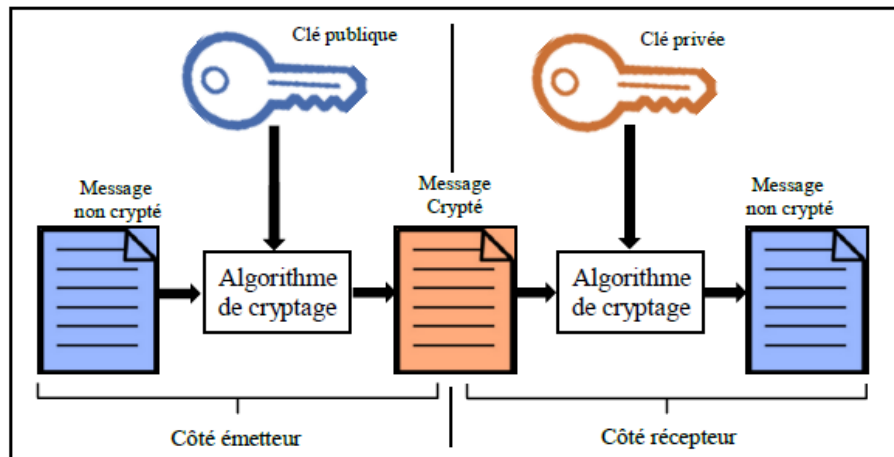 Clé publique
Clé privée
Message
non crypté
Message
Crypté
Message
non crypté
Algorithme
de cryptage
Algorithme
de cryptage
Côté émetteur
Côté récepteur